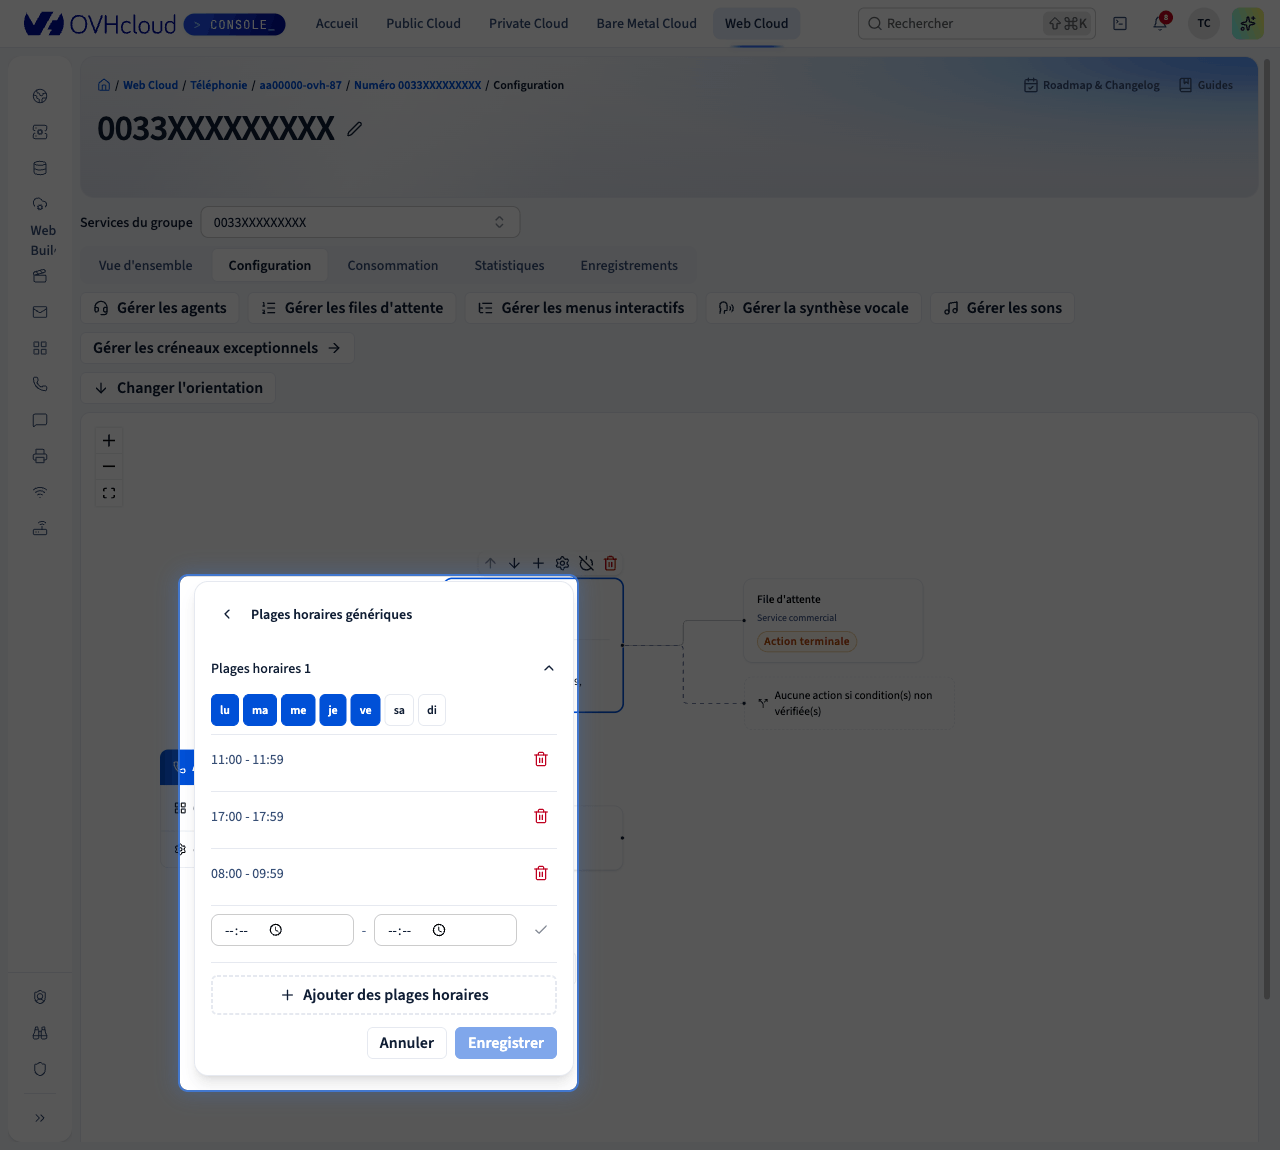 OVHcloud > CONSOLE_ Accueil Public Cloud Private Cloud Bare Metal Cloud Web Cloud Rechercher ⇧⌘K 8 TC
/ Web Cloud / Téléphonie / aa00000-ovh-87 / Numéro 0033XXXXXXXXX / Configuration Roadmap & Changelog Guides
0033XXXXXXXXX
Services du groupe 0033XXXXXXXXX
Web
Vue d'ensemble Configuration Consommation Statistiques Enregistrements
Gérer les agents Gérer les files d'attente Gérer les menus interactifs Gérer la synthèse vocale Gérer les sons
Gérer les créneaux exceptionnels
Changer l'orientation
File d'attente
Service commercial
Action terminale
Aucune action si condition(s) non
vérifiée(s)
Plages horaires génériques
Plages horaires 1
lu ma me je ve sa di
11:00 - 11:59
17:00 - 17:59
08:00 - 09:59
--:-- - --:--
Ajouter des plages horaires
Annuler Enregistrer